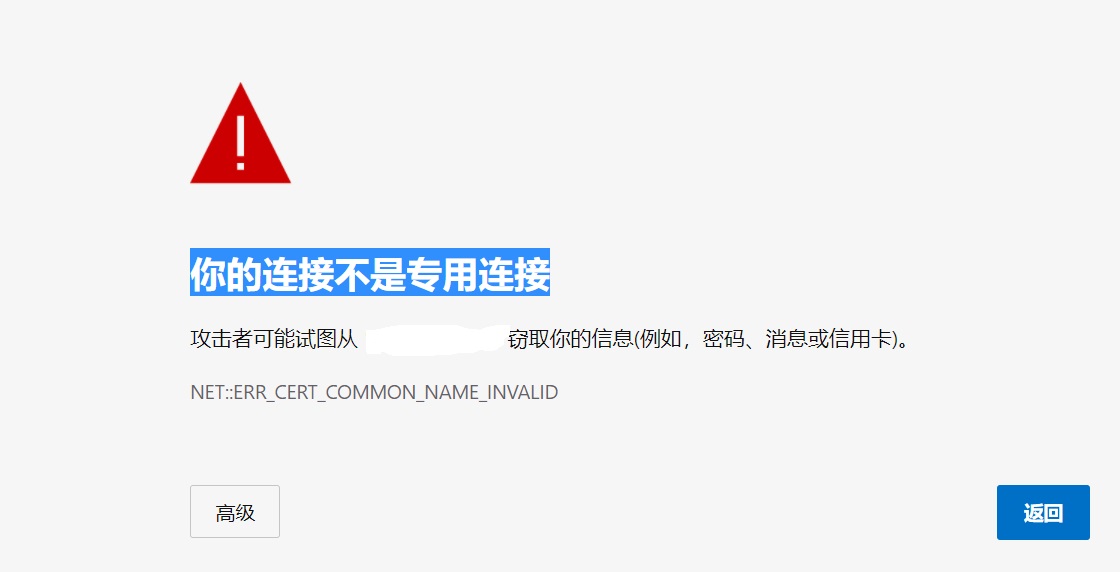 你的连接不是专用连接
攻击者可能试图从 窃取你的信息(例如，密码、消息或信用卡)。
NET::ERR_CERT_COMMON_NAME_INVALID
高级
返回